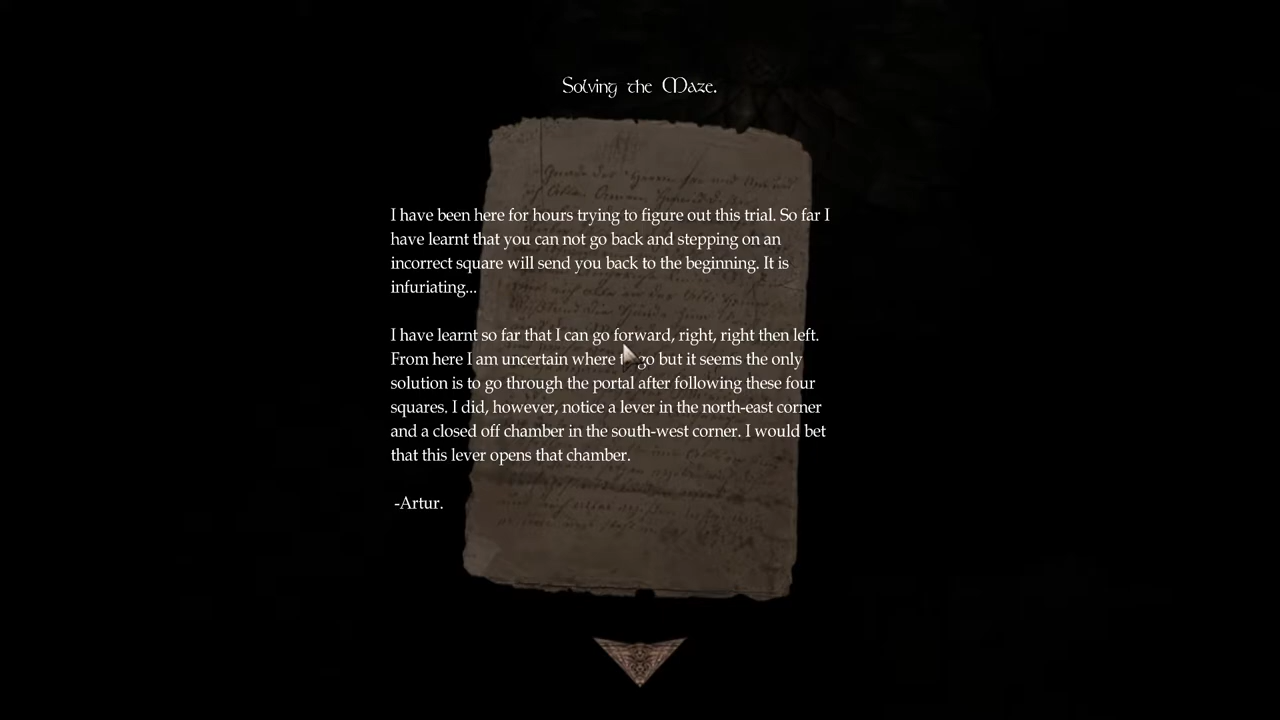 Solving the Maze.
I have been here for hours trying to figure out this trial. So far I
have learnt that you can not go back and stepping on an
incorrect square will send you back to the beginning. It is
infuriating...
I have learnt so far that I can go forward, right, right then left.
From here I am uncertain where to go but it seems the only
solution is to go through the portal after following these four
squares. I did, however, notice a lever in the north-east corner
and a closed off chamber in the south-west corner. I would bet
that this lever opens that chamber.
-Artur.